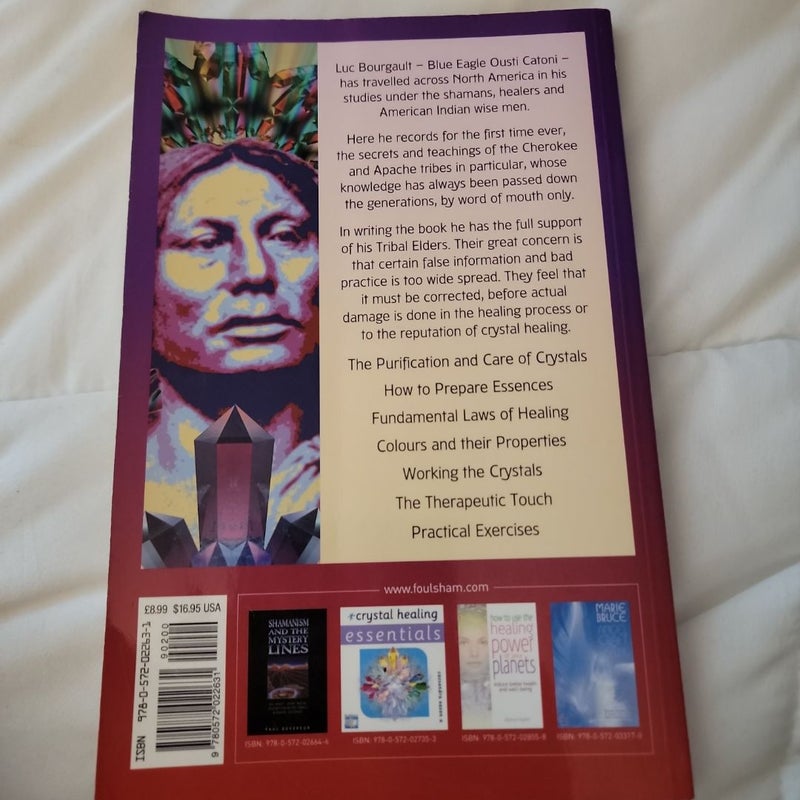 Luc Bourgault – Blue Eagle Ousti Catoni –
has travelled across North America in his
studies under the shamans, healers and
American Indian wise men.
Here he records for the first time ever,
the secrets and teachings of the Cherokee
and Apache tribes in particular, whose
knowledge has always been passed down
the generations, by word of mouth only.
In writing the book he has the full support
of his Tribal Elders. Their great concern is
that certain false information and bad
practice is too wide spread. They feel that
it must be corrected, before actual
damage is done in the healing process or
to the reputation of crystal healing.
The Purification and Care of Crystals
How to Prepare Essences
Fundamental Laws of Healing
Colours and their Properties
Working the Crystals
The Therapeutic Touch
Practical Exercises
www.foulsham.com
£8.99 $16.95 USA
ISBN 978-0-572-02263-1
90200
9 780572 022631
SHAMANISM
AND THE
MYSTERY
LINES
ISBN: 978-0-572-02664-6
crystal healing
essentials
ISBN: 978-0-572-02735-3
how to use the
healing
power
planets
ISBN: 978-0-572-02855-8
MARIE
BRUCE
ISBN: 978-0-572-03317-0